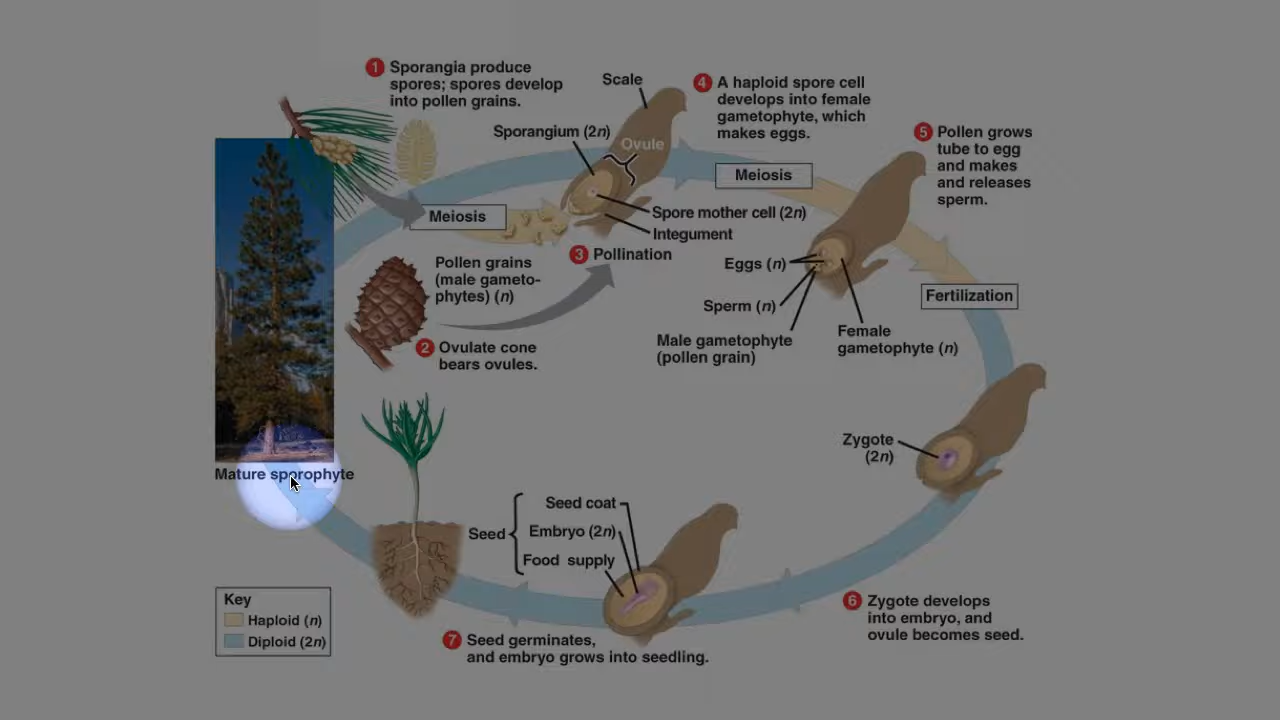 1 Sporangia produce
spores; spores develop
into pollen grains.
Scale
Sporangium (2n)
Ovule
4 A haploid spore cell
develops into female
gametophyte, which
makes eggs.
5 Pollen grows
tube to egg
and makes
and releases
sperm.
Meiosis
Meiosis
Spore mother cell (2n)
Integument
3 Pollination
Pollen grains
(male gameto-
phytes) (n)
Eggs (n)
Sperm (n)
Male gametophyte
(pollen grain)
Female
gametophyte (n)
Fertilization
2 Ovulate cone
bears ovules.
Zygote
(2n)
Mature sporophyte
Seed
Seed coat
Embryo (2n)
Food supply
6 Zygote develops
into embryo, and
ovule becomes seed.
7 Seed germinates,
and embryo grows into seedling.
Key
Haploid (n)
Diploid (2n)